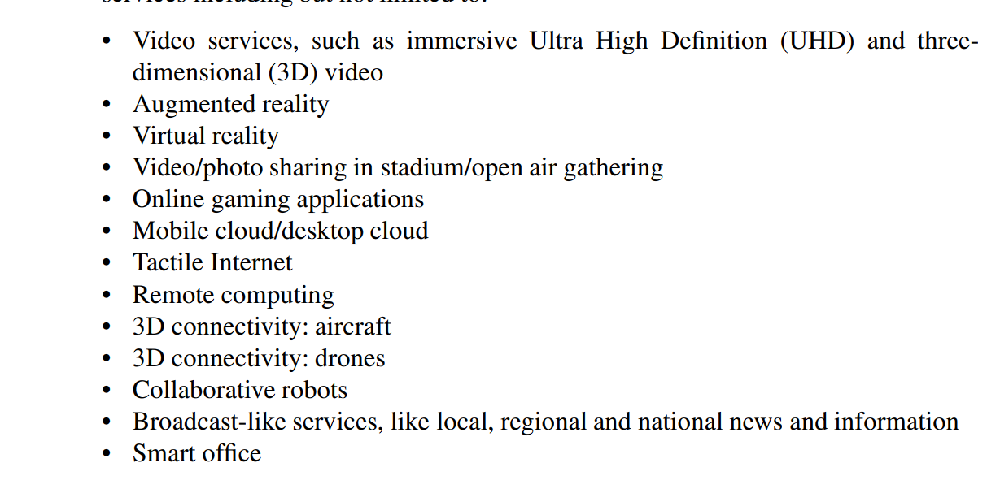 services including but not limited to:
• Video services, such as immersive Ultra High Definition (UHD) and three-
dimensional (3D) video
• Augmented reality
• Virtual reality
• Video/photo sharing in stadium/open air gathering
• Online gaming applications
• Mobile cloud/desktop cloud
• Tactile Internet
• Remote computing
• 3D connectivity: aircraft
• 3D connectivity: drones
• Collaborative robots
• Broadcast-like services, like local, regional and national news and information
• Smart office